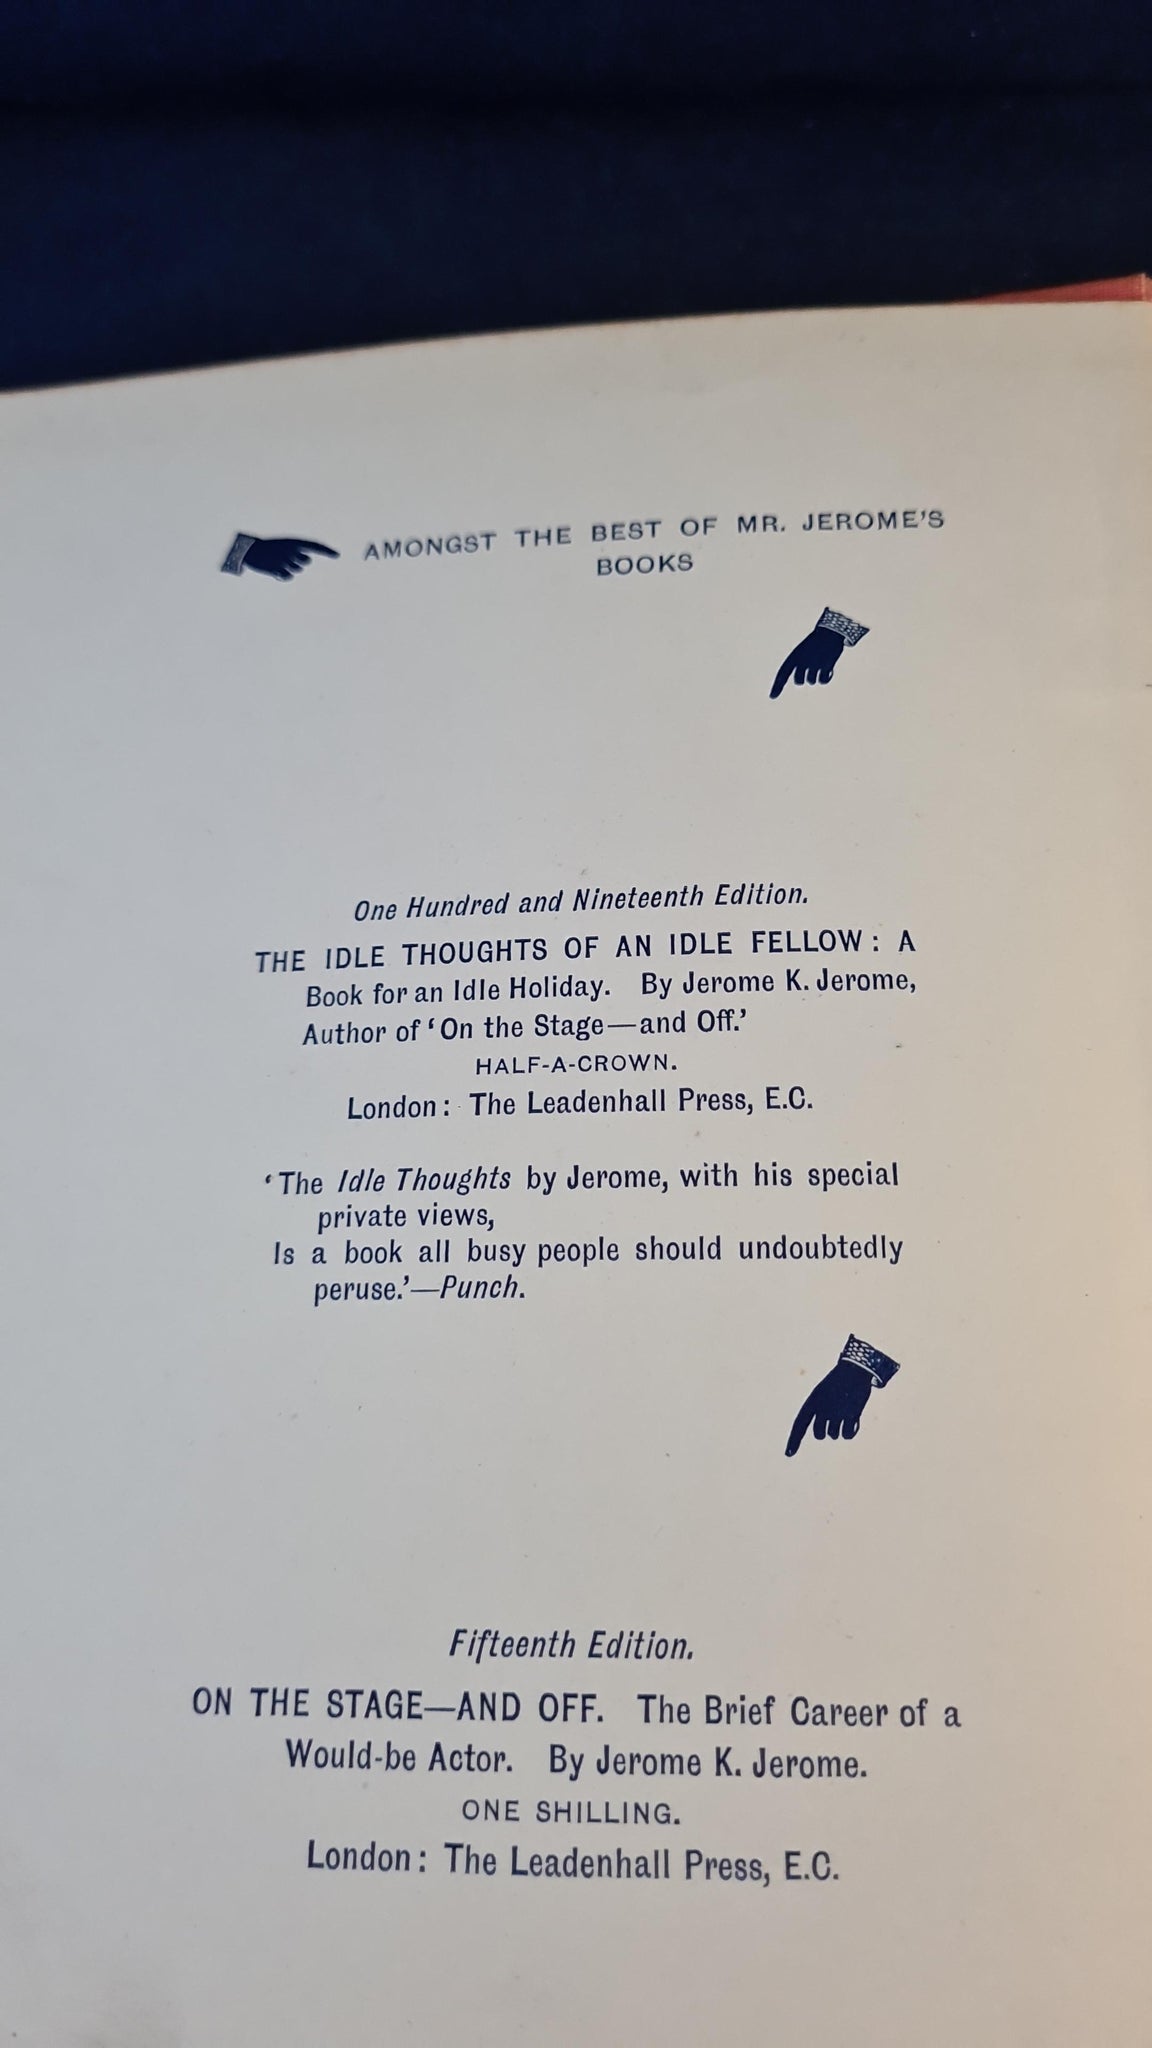 AMONGST THE BEST OF MR. JEROME'S
BOOKS
One Hundred and Nineteenth Edition.
THE IDLE THOUGHTS OF AN IDLE FELLOW: A
Book for an Idle Holiday. By Jerome K. Jerome,
Author of 'On the Stage—and Off.'
HALF-A-CROWN.
London: The Leadenhall Press, E.C.
'The Idle Thoughts by Jerome, with his special
private views,
Is a book all busy people should undoubtedly
peruse.'—Punch.
Fifteenth Edition.
ON THE STAGE—AND OFF. The Brief Career of a
Would-be Actor. By Jerome K. Jerome.
ONE SHILLING.
London: The Leadenhall Press, E.C.